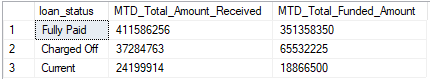 loan_status MTD_Total_Amount_Received MTD_Total_Funded_Amount
1 Fully Paid 411586256 351358350
2 Charged Off 37284763 65532225
3 Current 24199914 18866500